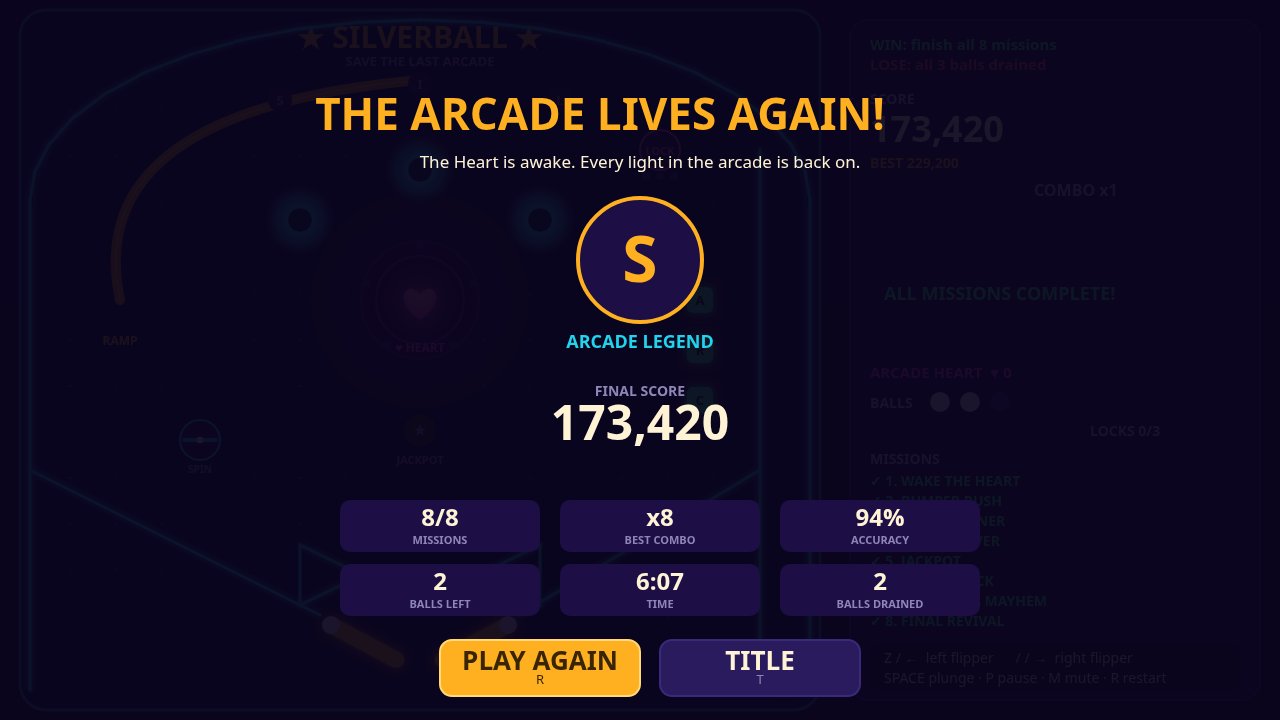 ★ SILVERBALL ★
SAVE THE LAST ARCADE
S
I
THE ARCADE LIVES AGAIN!
The Heart is awake. Every light in the arcade is back on.
LOCK
S
ARCADE LEGEND
A
RAMP
♥ HEART
FINAL SCORE
173,420
JACKPOT
SPIN
8/8
MISSIONS
x8
BEST COMBO
94%
ACCURACY
2
BALLS LEFT
6:07
TIME
2
BALLS DRAINED
PLAY AGAIN
R
TITLE
T
WIN: finish all 8 missions
LOSE: all 3 balls drained
SCORE
173,420
BEST 229,200
COMBO x1
ALL MISSIONS COMPLETE!
ARCADE HEART ♥ 0
BALLS
LOCKS 0/3
MISSIONS
✓ 1. WAKE THE HEART
✓ 5. JACKPOT
MAYHEM
✓ 8. FINAL REVIVAL
Z / ← left flipper / / → right flipper
SPACE plunge · P pause · M mute · R restart